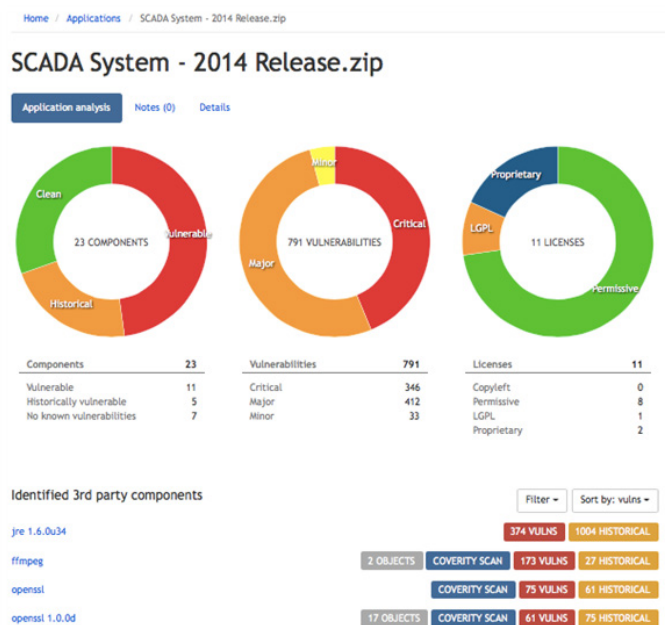 Home / Applications / SCADA System - 2014 Release.zip
SCADA System - 2014 Release.zip
Application analysis Notes (0) Details
Clean
Vulnerable
Historical
23 COMPONENTS
Minor
Critical
Major
791 VULNERABILITIES
Proprietary
LGPL
Permissive
11 LICENSES
Components 23
Vulnerable 11
Historically vulnerable 5
No known vulnerabilities 7
Vulnerabilities 791
Critical 346
Major 412
Minor 33
Licenses 11
Copyleft 0
Permissive 8
LGPL 1
Proprietary 2
Identified 3rd party components Filter Sort by: vulns
jre 1.6.0u34 374 VULNS 1004 HISTORICAL
ffmpeg 2 OBJECTS COVERITY SCAN 173 VULNS 27 HISTORICAL
openssl COVERITY SCAN 75 VULNS 61 HISTORICAL
openssl 1.0.0d 17 OBJECTS COVERITY SCAN 61 VULNS 75 HISTORICAL